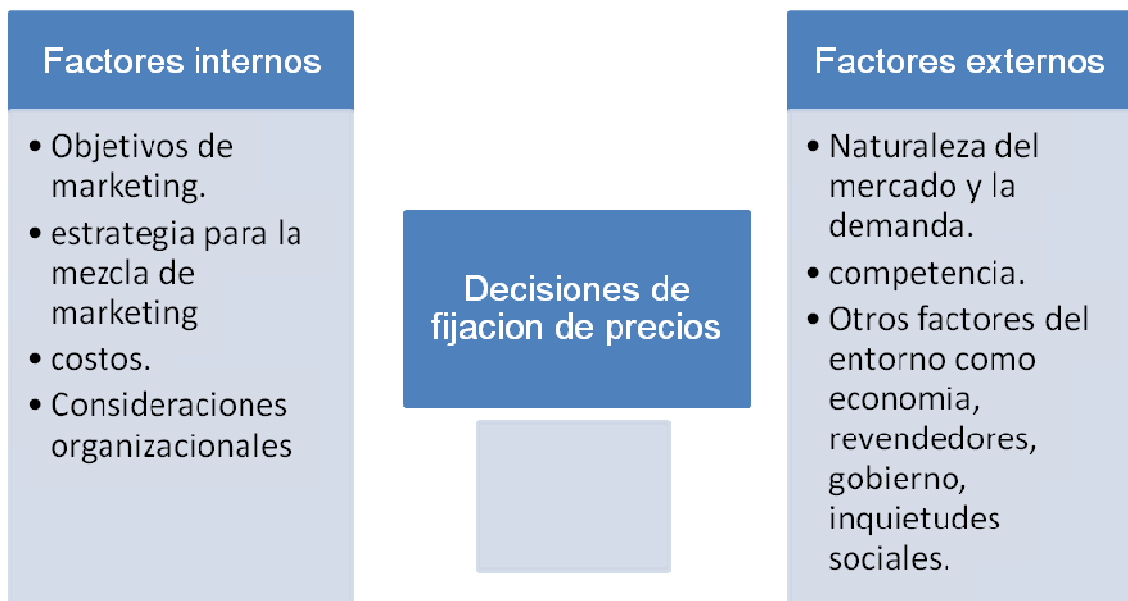 Factores internos
• Objetivos de
marketing.
• estrategia para la
mezcla de
marketing
• costos.
• Consideraciones
organizacionales
Decisiones de
fijacion de precios
Factores externos
• Naturaleza del
mercado y la
demanda.
• competencia.
• Otros factores del
entorno como
economia,
revendedores,
gobierno,
inquietudes
sociales.